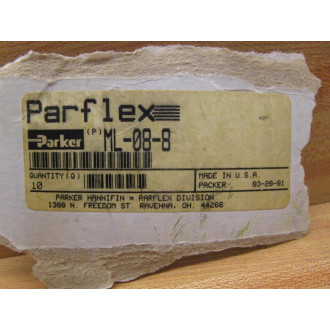 Parflex
Parker (P) ML-08-8
QUANTITY(Q)
10
MADE IN U.S.A.
PACKER 03-28-01
PARKER HANNIFIN * PARFLEX DIVISION
1300 N. FREEDOM ST. RAVENNA, OH. 44266